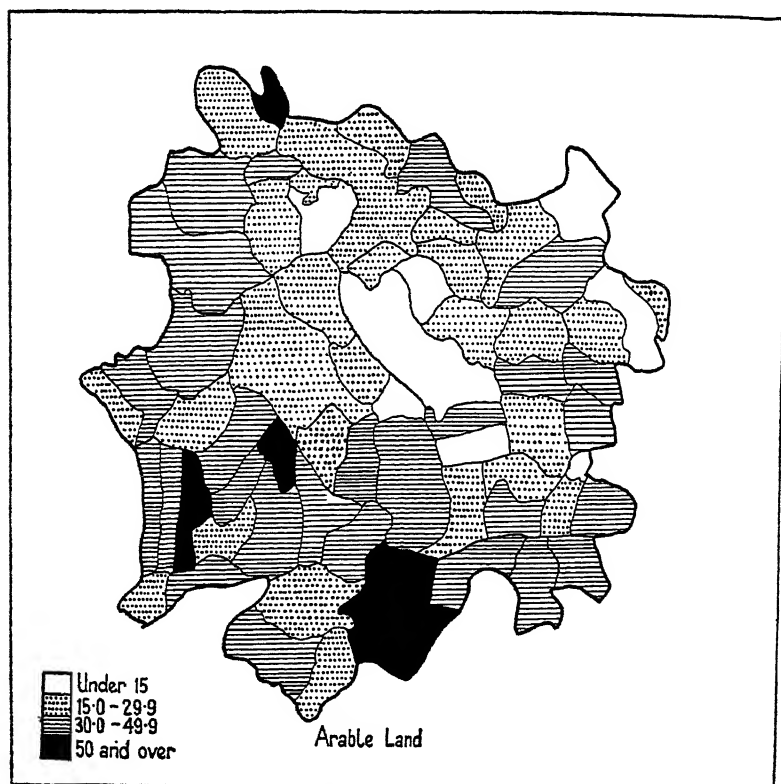 Under 15
15·0 – 29·9
30·0 – 49·9
50 and over
Arable Land